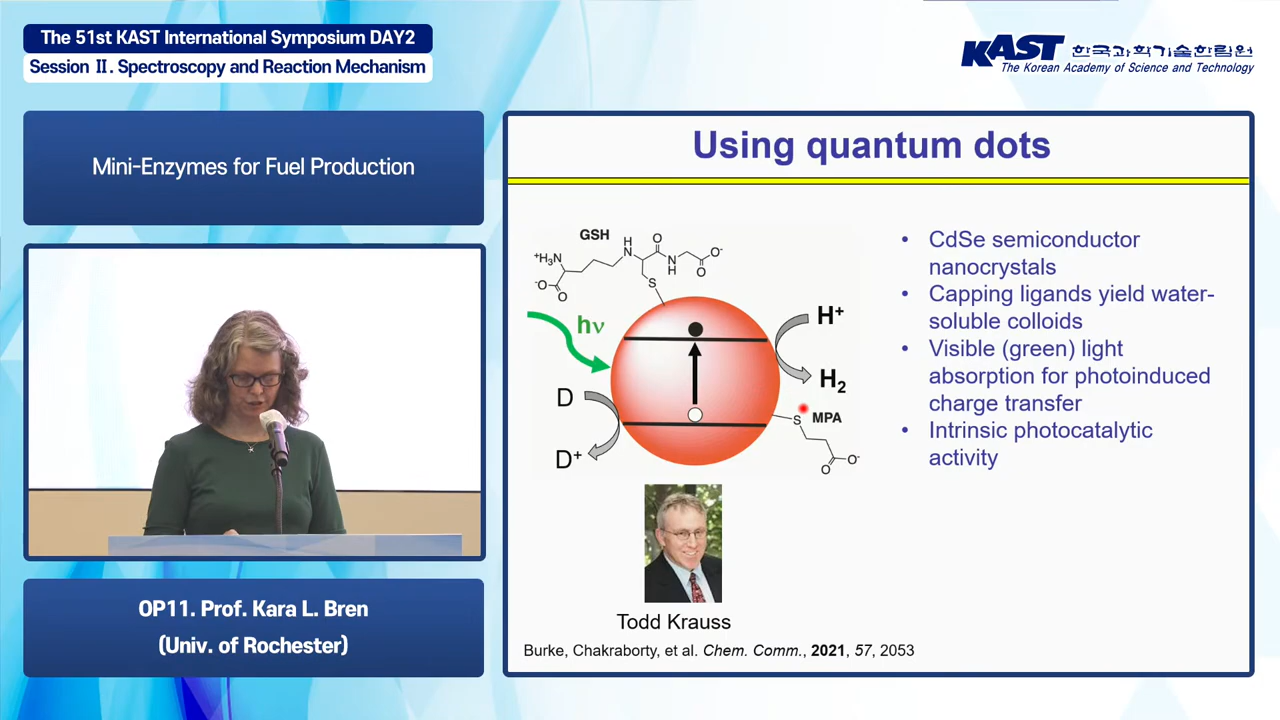 The 51st KAST International Symposium DAY2
Session Ⅱ. Spectroscopy and Reaction Mechanism
KAST 한국과학기술한림원
The Korean Academy of Science and Technology
Mini-Enzymes for Fuel Production
Using quantum dots
GSH
⁺H₃N
⁻O
O
H
N
O
N
H
O⁻
O
S
hν
H⁺
H₂
D
D⁺
S
MPA
O
O⁻
• CdSe semiconductor
nanocrystals
• Capping ligands yield water-
soluble colloids
• Visible (green) light
absorption for photoinduced
charge transfer
• Intrinsic photocatalytic
activity
Todd Krauss
Burke, Chakraborty, et al. Chem. Comm., 2021, 57, 2053
OP11. Prof. Kara L. Bren
(Univ. of Rochester)